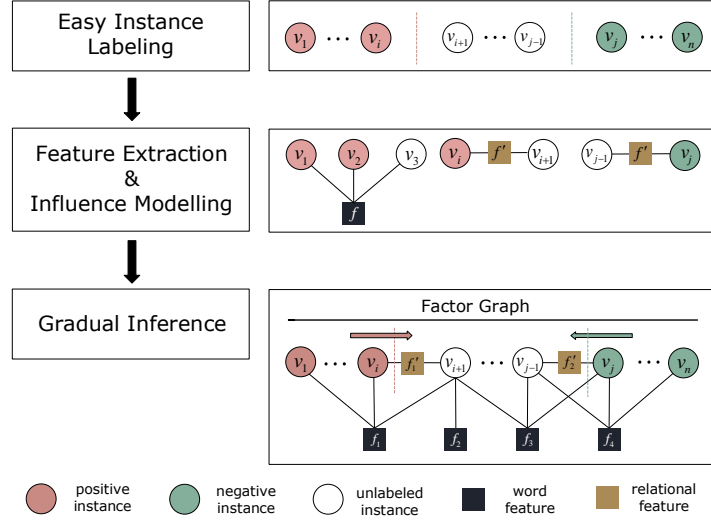 Easy Instance
Labeling
v1 ··· vi vi+1 ··· vj-1 vj ··· vn
Feature Extraction
&
Influence Modelling
v1 v2 v3 vi f′ vi+1 vj-1 f′ vj
f
Gradual Inference
Factor Graph
v1 ··· vi f1′ vi+1 ··· vj-1 f2′ vj ··· vn
f1 f2 f3 f4
positive
instance
negative
instance
unlabeled
instance
word
feature
relational
feature